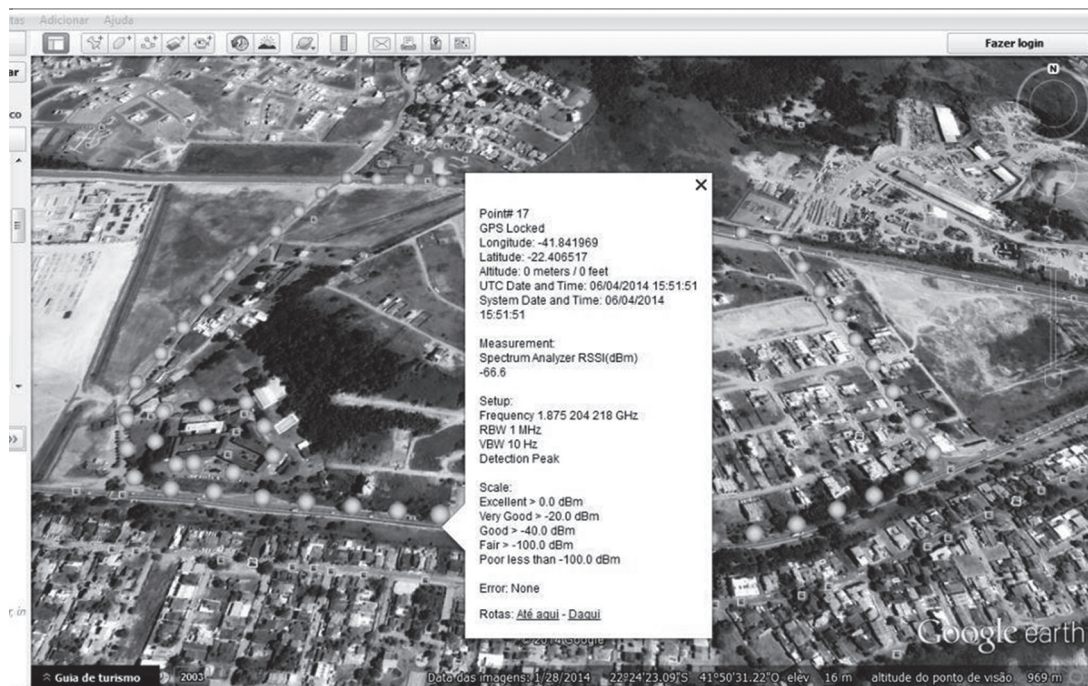 tas Adicionar Ajuda
Fazer login
ar
co
N
Point# 17
GPS Locked
Longitude: -41.841969
Latitude: -22.406517
Altitude: 0 meters / 0 feet
UTC Date and Time: 06/04/2014 15:51:51
System Date and Time: 06/04/2014
15:51:51
Measurement:
Spectrum Analyzer RSSI(dBm)
-66.6
Setup:
Frequency 1.875 204 218 GHz
RBW 1 MHz
VBW 10 Hz
Detection Peak
Scale:
Excellent > 0.0 dBm
Very Good > -20.0 dBm
Good > -40.0 dBm
Fair > -100.0 dBm
Poor less than -100.0 dBm
Error: None
Rotas: Até aqui - Daqui
in
Google earth
Guia de turismo 2003 Data das imagens: 1/28/2014 22°24'23.09"S 41°50'31.22"O elev 16 m altitude do ponto de visão 969 m